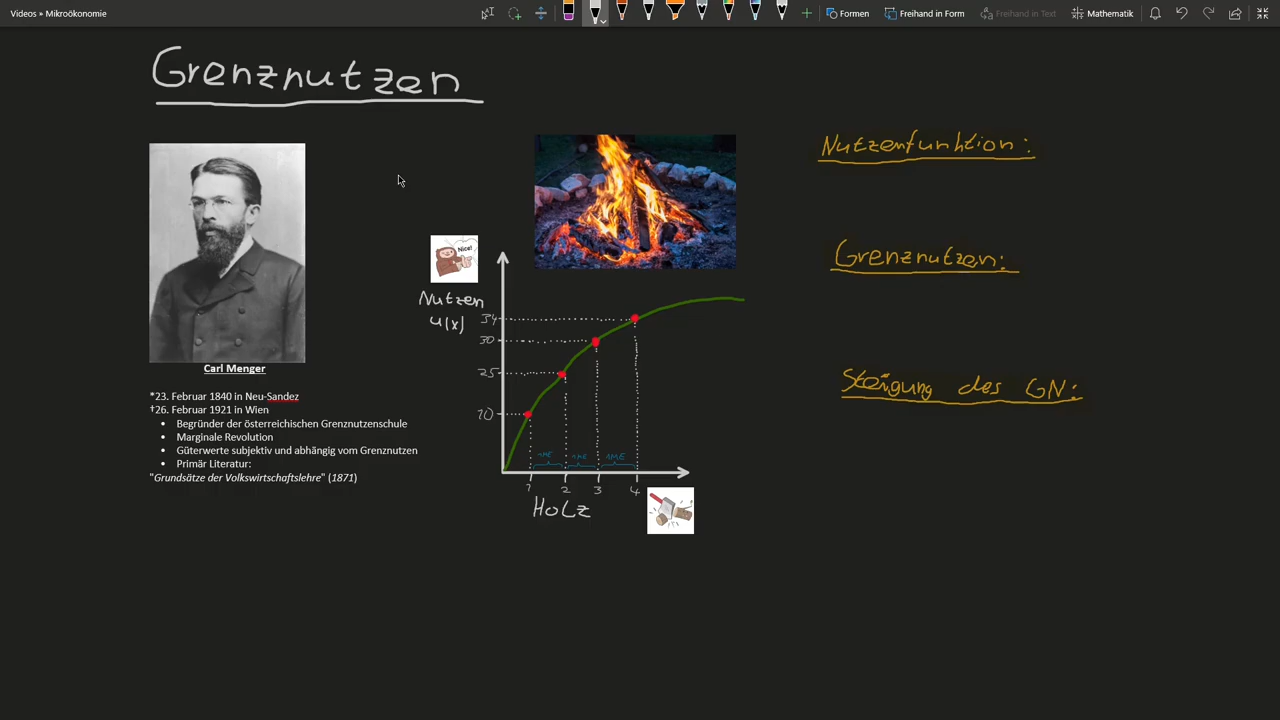 Videos » Mikroökonomie
Formen
Freihand in Form
Freihand in Text
Mathematik
Grenznutzen
Carl Menger
*23. Februar 1840 in Neu-Sandez
†26. Februar 1921 in Wien
• Begründer der österreichischen Grenznutzenschule
• Marginale Revolution
• Güterwerte subjektiv und abhängig vom Grenznutzen
• Primär Literatur:
"Grundsätze der Volkswirtschaftslehre" (1871)
Nice!
Nutzen
u(x)
34
30
25
10
1ME
1ME
1ME
1
2
3
4
Holz
Nutzenfunktion:
Grenznutzen:
Steigung des GN: